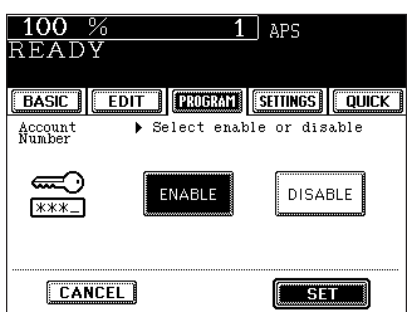 100 % 1 APS
READY
BASIC EDIT PROGRAM SETTINGS QUICK
Account Number
▶ Select enable or disable
***_
ENABLE DISABLE
CANCEL SET